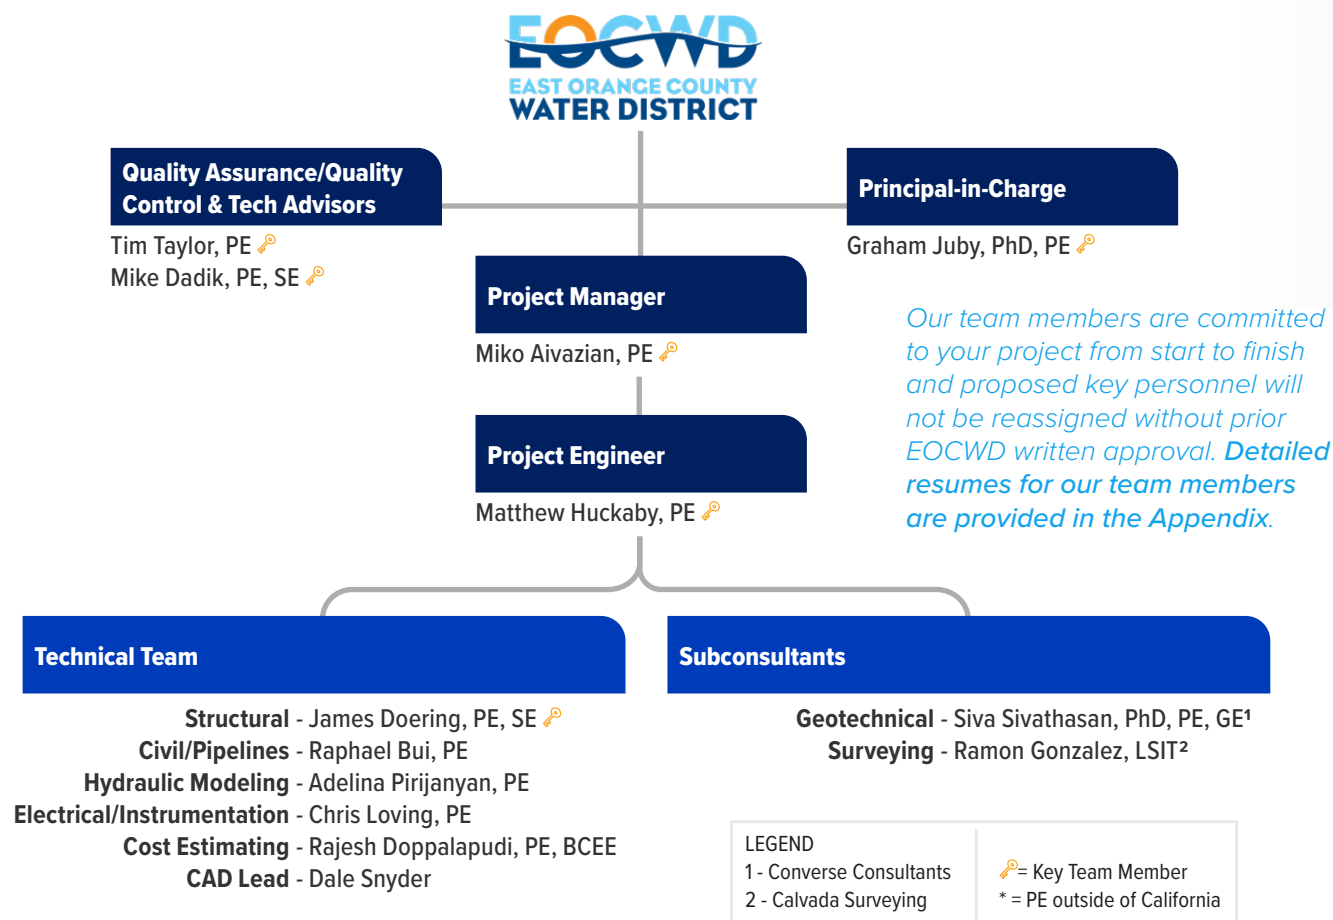 EOCWD
EAST ORANGE COUNTY
WATER DISTRICT
Quality Assurance/Quality
Control & Tech Advisors
Tim Taylor, PE
Mike Dadik, PE, SE
Principal-in-Charge
Graham Juby, PhD, PE
Project Manager
Miko Aivazian, PE
Our team members are committed
to your project from start to finish
and proposed key personnel will
not be reassigned without prior
EOCWD written approval. Detailed
resumes for our team members
are provided in the Appendix.
Project Engineer
Matthew Huckaby, PE
Technical Team
Structural - James Doering, PE, SE
Civil/Pipelines - Raphael Bui, PE
Hydraulic Modeling - Adelina Pirijanyan, PE
Electrical/Instrumentation - Chris Loving, PE
Cost Estimating - Rajesh Doppalapudi, PE, BCEE
CAD Lead - Dale Snyder
Subconsultants
Geotechnical - Siva Sivathasan, PhD, PE, GE¹
Surveying - Ramon Gonzalez, LSIT²
LEGEND
1 - Converse Consultants
2 - Calvada Surveying
= Key Team Member
* = PE outside of California